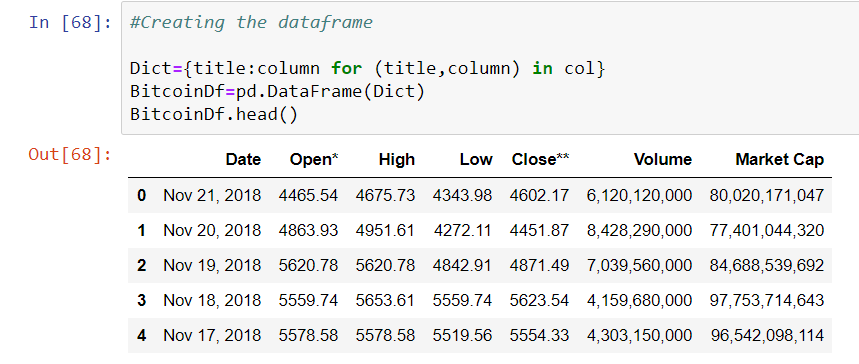 In [68]: #Creating the dataframe
Dict={title:column for (title,column) in col}
BitcoinDf=pd.DataFrame(Dict)
BitcoinDf.head()
Out[68]:
Date Open* High Low Close** Volume Market Cap
0 Nov 21, 2018 4465.54 4675.73 4343.98 4602.17 6,120,120,000 80,020,171,047
1 Nov 20, 2018 4863.93 4951.61 4272.11 4451.87 8,428,290,000 77,401,044,320
2 Nov 19, 2018 5620.78 5620.78 4842.91 4871.49 7,039,560,000 84,688,539,692
3 Nov 18, 2018 5559.74 5653.61 5559.74 5623.54 4,159,680,000 97,753,714,643
4 Nov 17, 2018 5578.58 5578.58 5519.56 5554.33 4,303,150,000 96,542,098,114